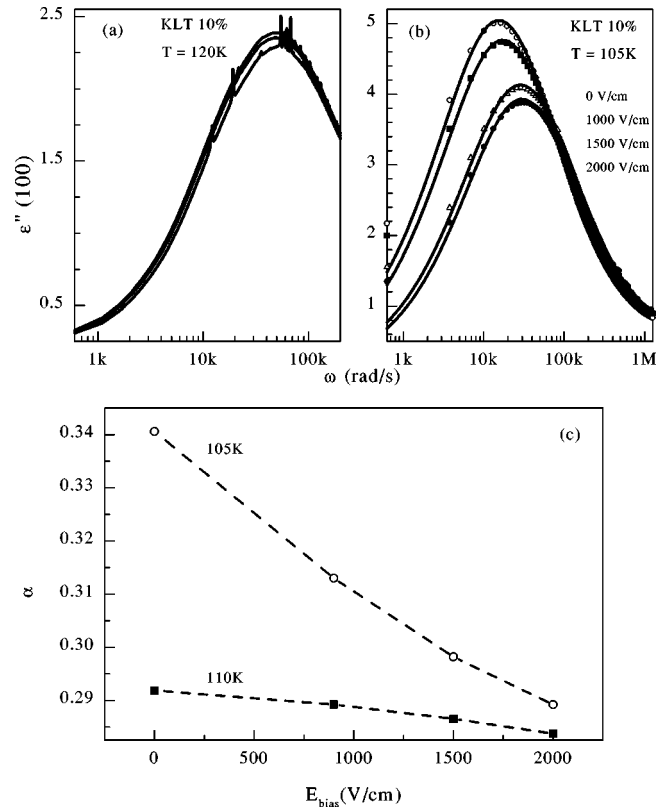 (a)
KLT 10%
T = 120K
2.5
1.5
0.5
ε'' (100)
1k
10k
100k
(b)
KLT 10%
T = 105K
0 V/cm
1000 V/cm
1500 V/cm
2000 V/cm
5
4
3
2
1
1k
10k
100k
1M
ω (rad/s)
(c)
0.34
0.33
0.32
0.31
0.30
0.29
α
105K
110K
0
500
1000
1500
2000
E_bias(V/cm)